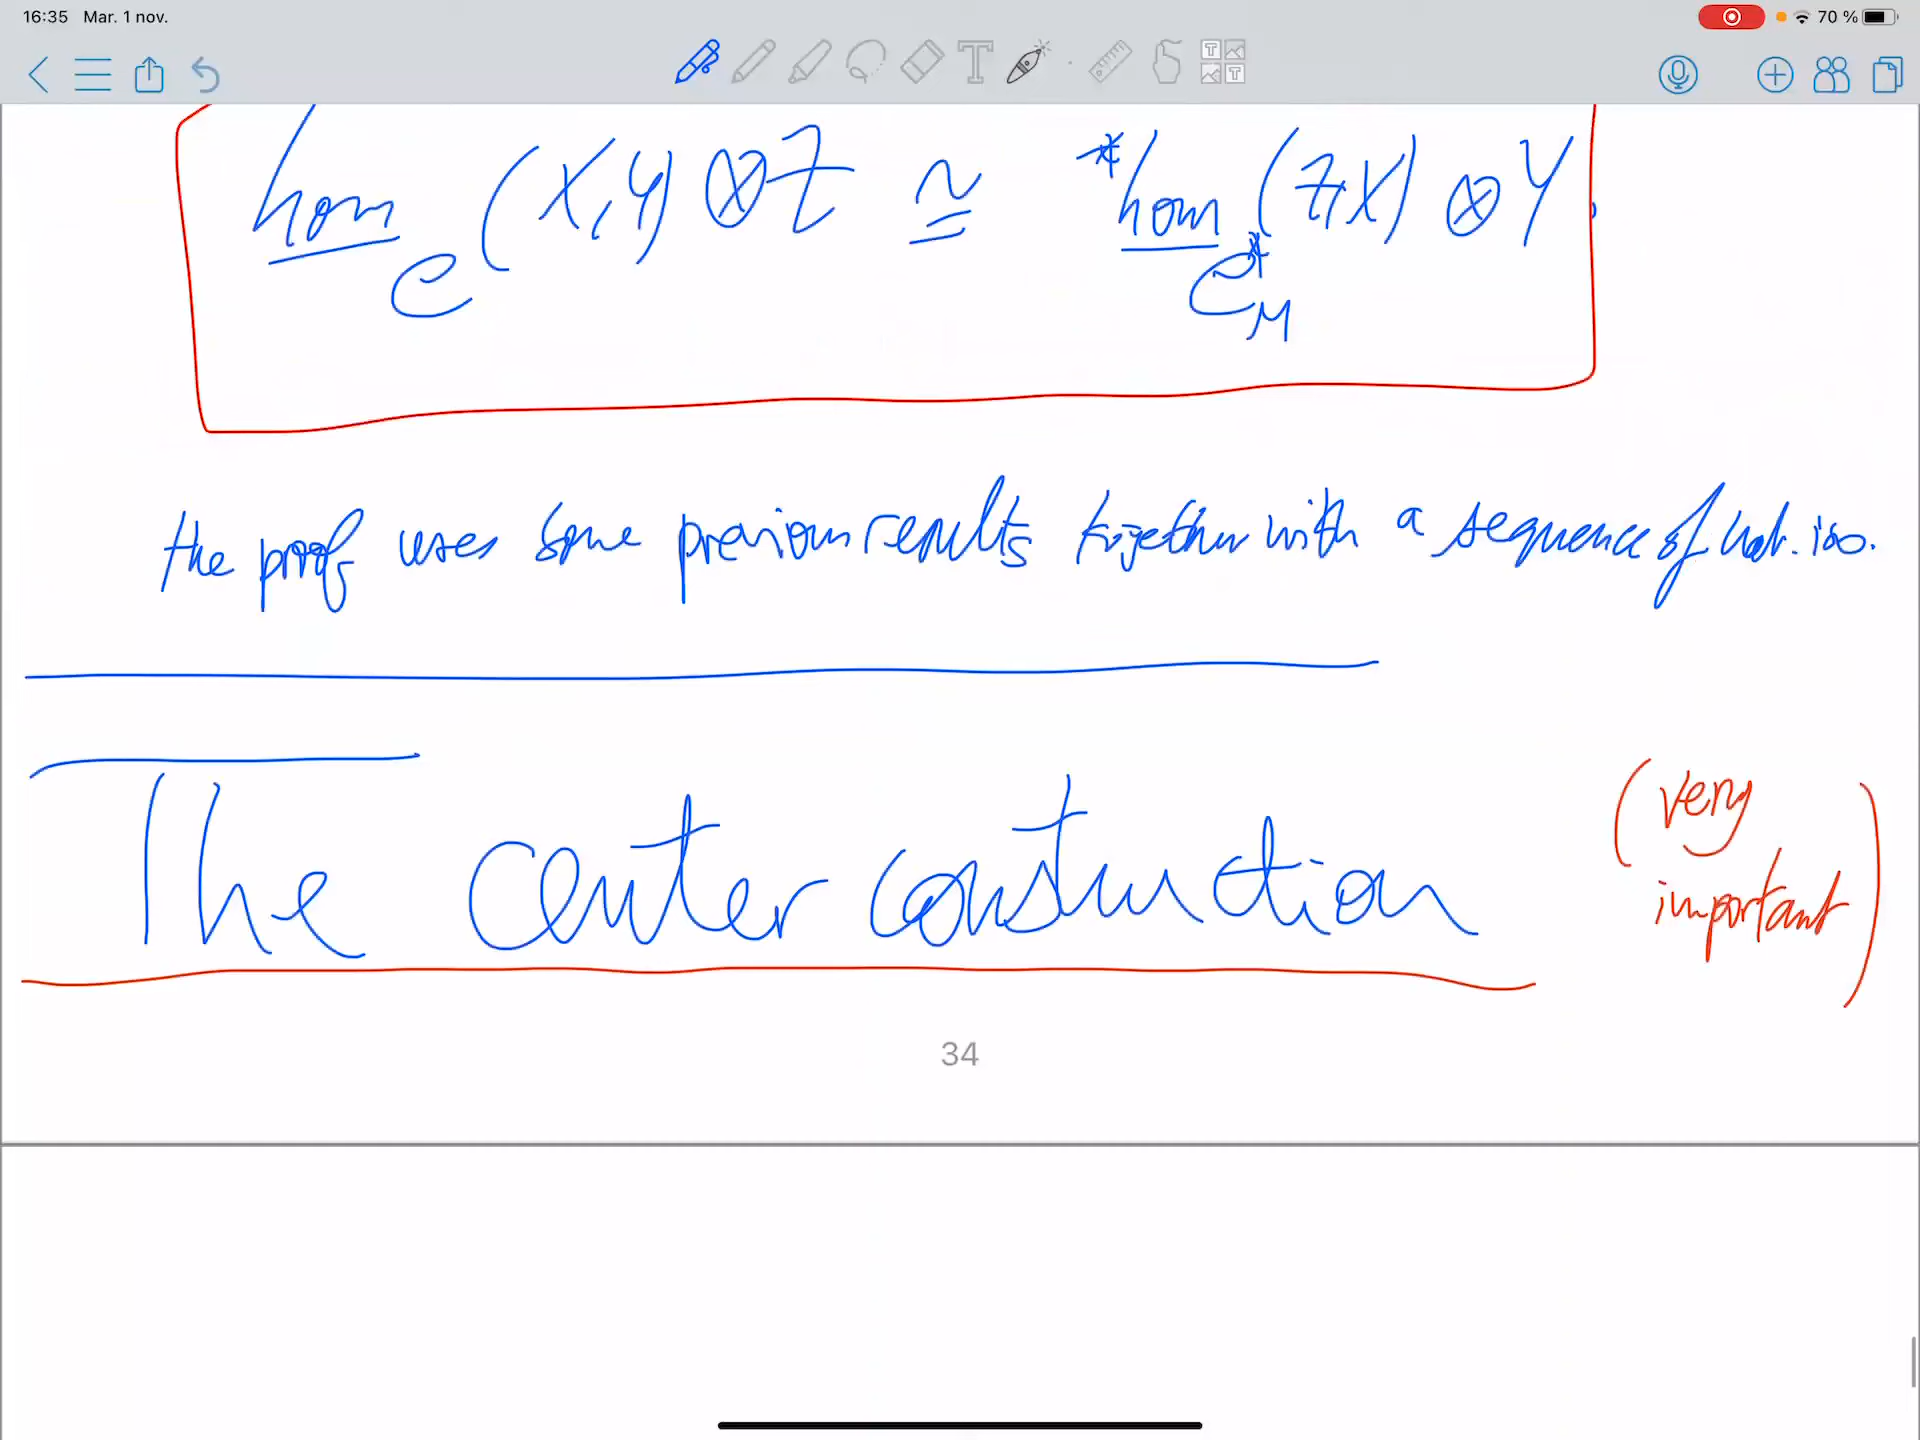 16:35 Mar. 1 nov. 70 %
hom_C (X,Y) ⊗ Z ≅ *hom_{C*_M} (Z,X) ⊗ Y.
the proof uses some previous results together with a sequence of nat. iso.
The center construction
(very important)
34